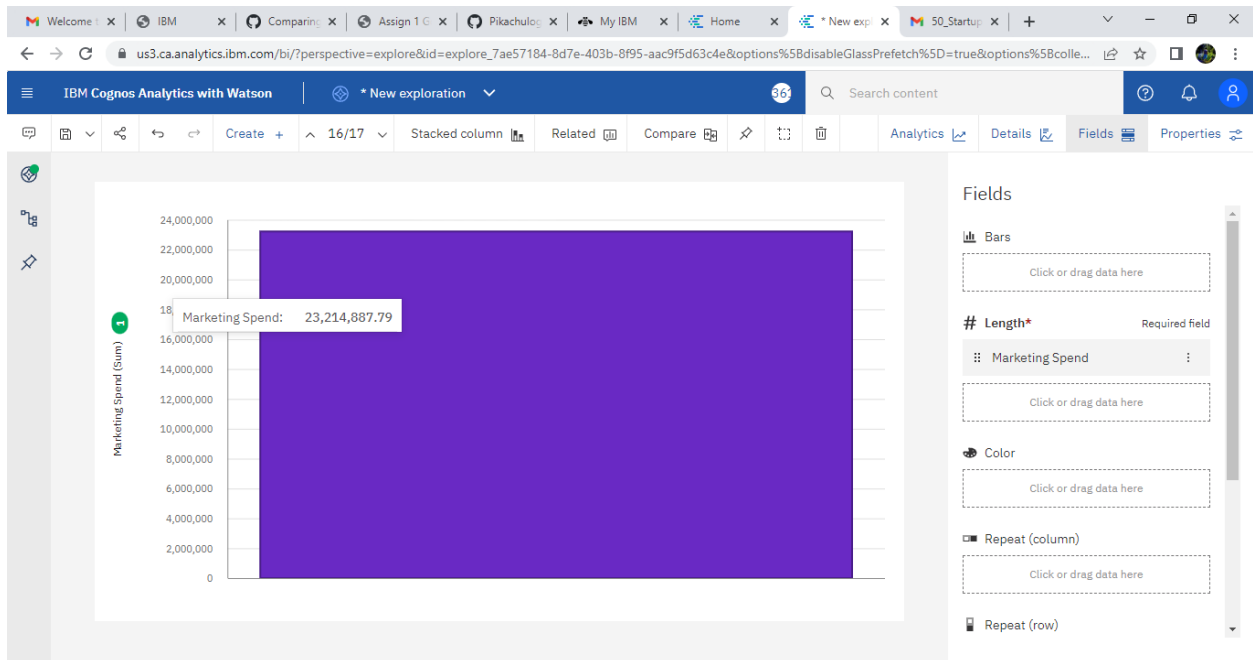 Welcome t
IBM
Comparing
Assign 1 G
Pikachulog
My IBM
Home
* New expl
50_Startup
us3.ca.analytics.ibm.com/bi/?perspective=explore&id=explore_7ae57184-8d7e-403b-8f95-aac9f5d63c4e&options%5BdisableGlassPrefetch%5D=true&options%5Bcolle...
IBM Cognos Analytics with Watson
* New exploration
Search content
Create +
16/17
Stacked column
Related
Compare
Analytics
Details
Fields
Properties
Fields
Bars
Click or drag data here
# Length*
Required field
Marketing Spend
Click or drag data here
Color
Click or drag data here
Repeat (column)
Click or drag data here
Repeat (row)
24,000,000
22,000,000
20,000,000
18,
Marketing Spend: 23,214,887.79
16,000,000
14,000,000
12,000,000
10,000,000
8,000,000
6,000,000
4,000,000
2,000,000
0
Marketing Spend (Sum)
1